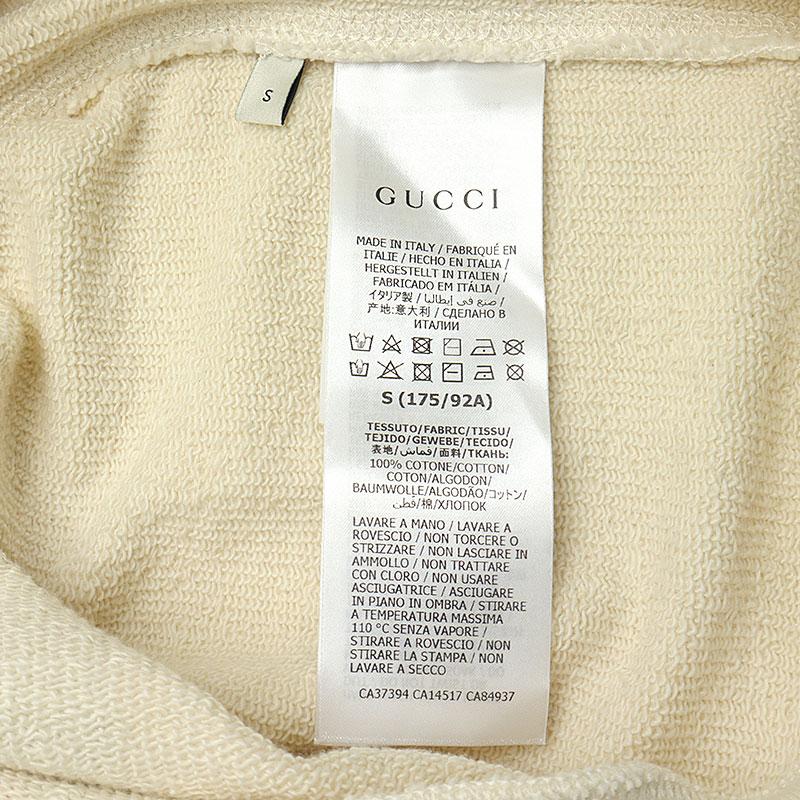 S
GUCCI
MADE IN ITALY / FABRIQUÉ EN
ITALIE / HECHO EN ITALIA /
HERGESTELLT IN ITALIEN /
FABRICADO EM ITÁLIA /
イタリア製 / صنع في إيطاليا /
产地:意大利 / СДЕЛАНО В
ИТАЛИИ
S (175/92A)
TESSUTO/FABRIC/TISSU/
TEJIDO/GEWEBE/TECIDO/
表地/قماش/面料/ТКАНЬ:
100% COTONE/COTTON/
COTON/ALGODON/
BAUMWOLLE/ALGODÃO/コットン/
قطن/棉/ХЛОПОК
LAVARE A MANO / LAVARE A
ROVESCIO / NON TORCERE O
STRIZZARE / NON LASCIARE IN
AMMOLLO / NON TRATTARE
CON CLORO / NON USARE
ASCIUGATRICE / ASCIUGARE
IN PIANO IN OMBRA / STIRARE
A TEMPERATURA MASSIMA
110 °C SENZA VAPORE /
STIRARE A ROVESCIO / NON
STIRARE LA STAMPA / NON
LAVARE A SECCO
CA37394 CA14517 CA84937